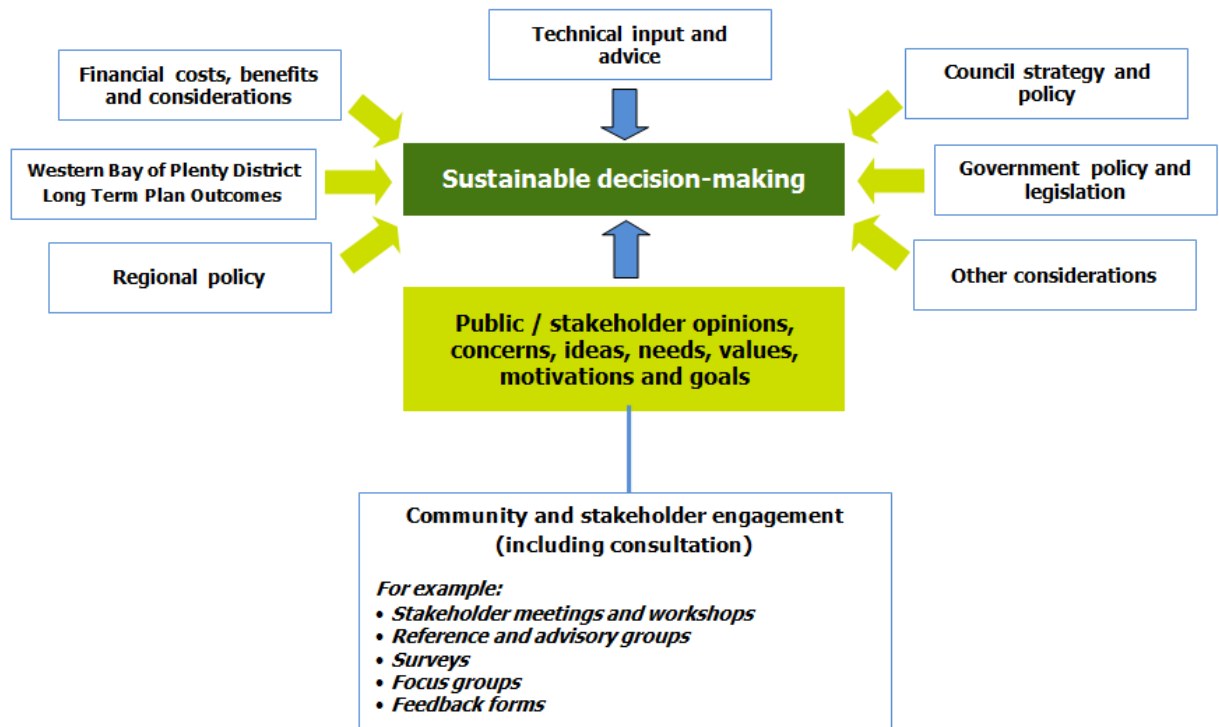 Technical input and
advice
Financial costs, benefits
and considerations
Council strategy and
policy
Western Bay of Plenty District
Long Term Plan Outcomes
Sustainable decision-making
Government policy and
legislation
Regional policy
Other considerations
Public / stakeholder opinions,
concerns, ideas, needs, values,
motivations and goals
Community and stakeholder engagement
(including consultation)
For example:
• Stakeholder meetings and workshops
• Reference and advisory groups
• Surveys
• Focus groups
• Feedback forms